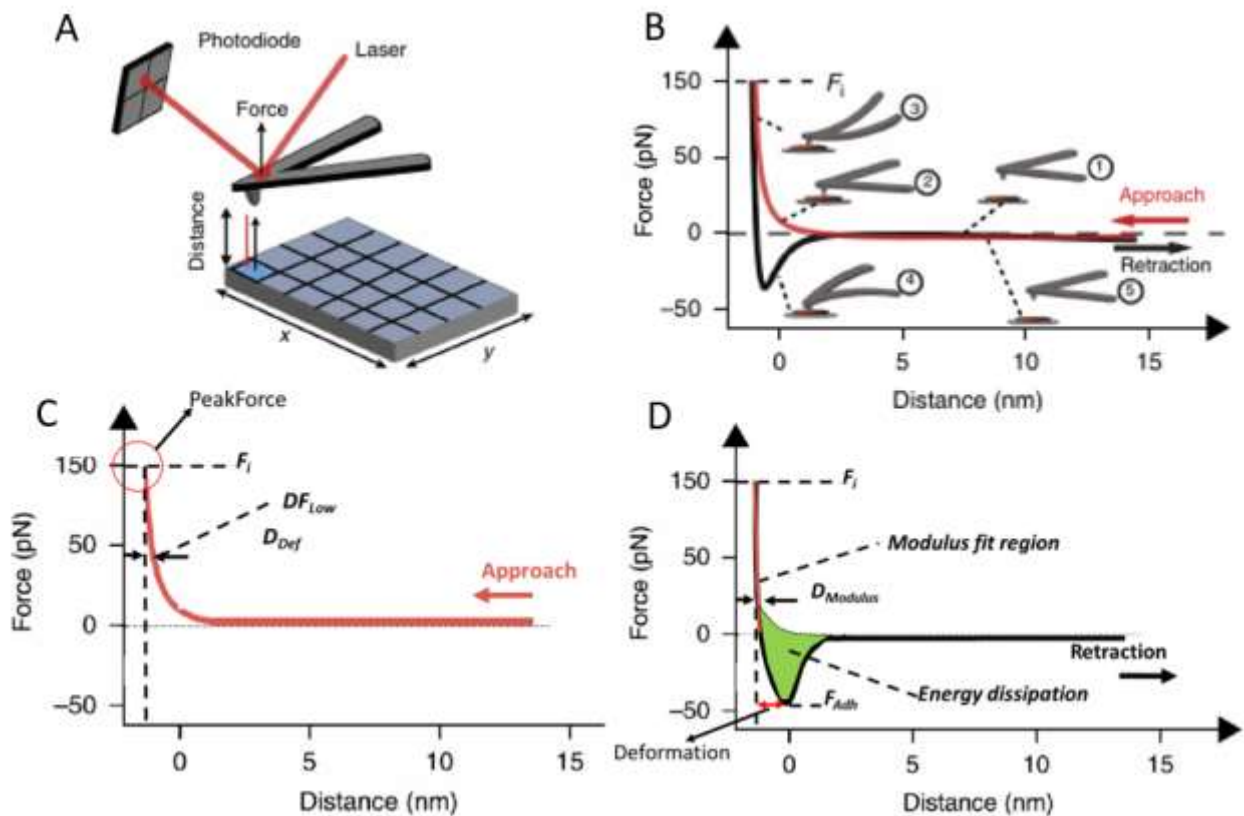 A
Photodiode
Laser
Force
Distance
x
y
B
150
50
0
−50
Force (pN)
Fi
3
2
1
Approach
Retraction
4
5
0
5
10
15
Distance (nm)
C
PeakForce
150
50
0
−50
Force (pN)
Fi
DFLow
DDef
Approach
0
5
10
15
Distance (nm)
D
150
50
0
−50
Force (pN)
Fi
Modulus fit region
DModulus
Retraction
Energy dissipation
FAdh
Deformation
0
5
10
15
Distance (nm)